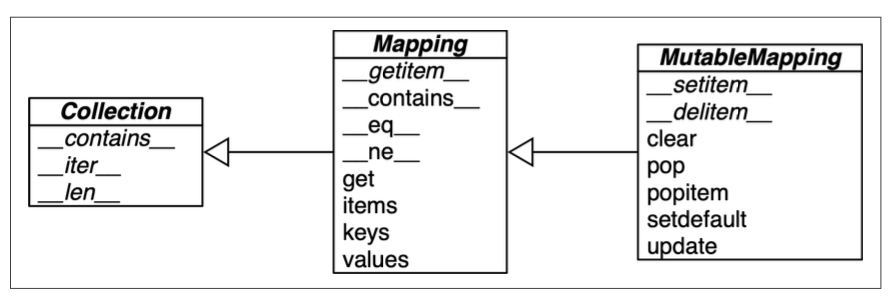 Collection
__contains__
__iter__
__len__
Mapping
__getitem__
__contains__
__eq__
__ne__
get
items
keys
values
MutableMapping
__setitem__
__delitem__
clear
pop
popitem
setdefault
update